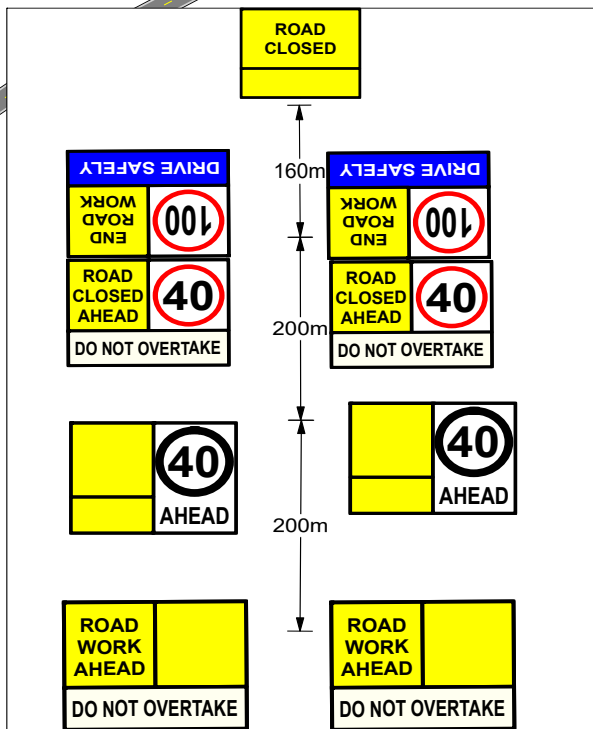 ROAD
CLOSED
160m
DRIVE SAFELY
END
ROAD
WORK
100
DRIVE SAFELY
END
ROAD
WORK
100
ROAD
CLOSED
AHEAD
40
DO NOT OVERTAKE
ROAD
CLOSED
AHEAD
40
DO NOT OVERTAKE
200m
40
AHEAD
40
AHEAD
200m
ROAD
WORK
AHEAD
DO NOT OVERTAKE
ROAD
WORK
AHEAD
DO NOT OVERTAKE